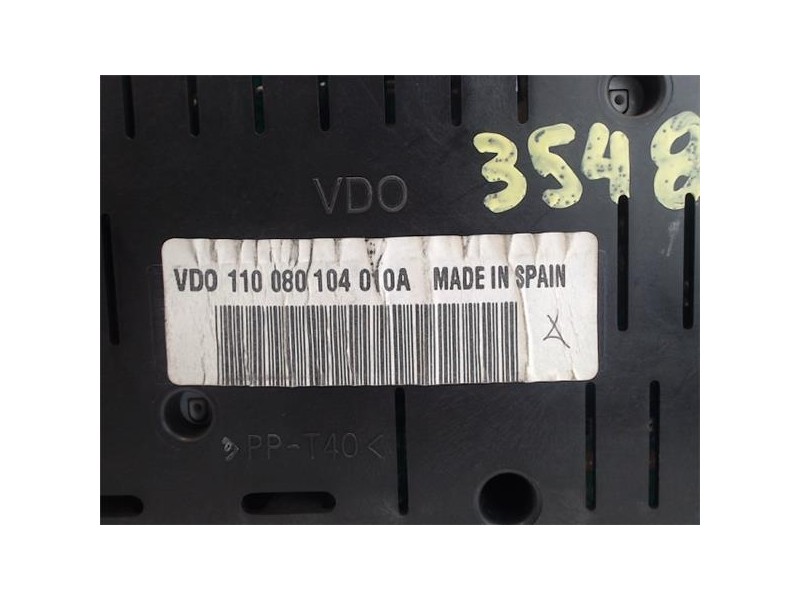 3548
VDO
VDO 110 080 104 010A MADE IN SPAIN
>PP-T40<